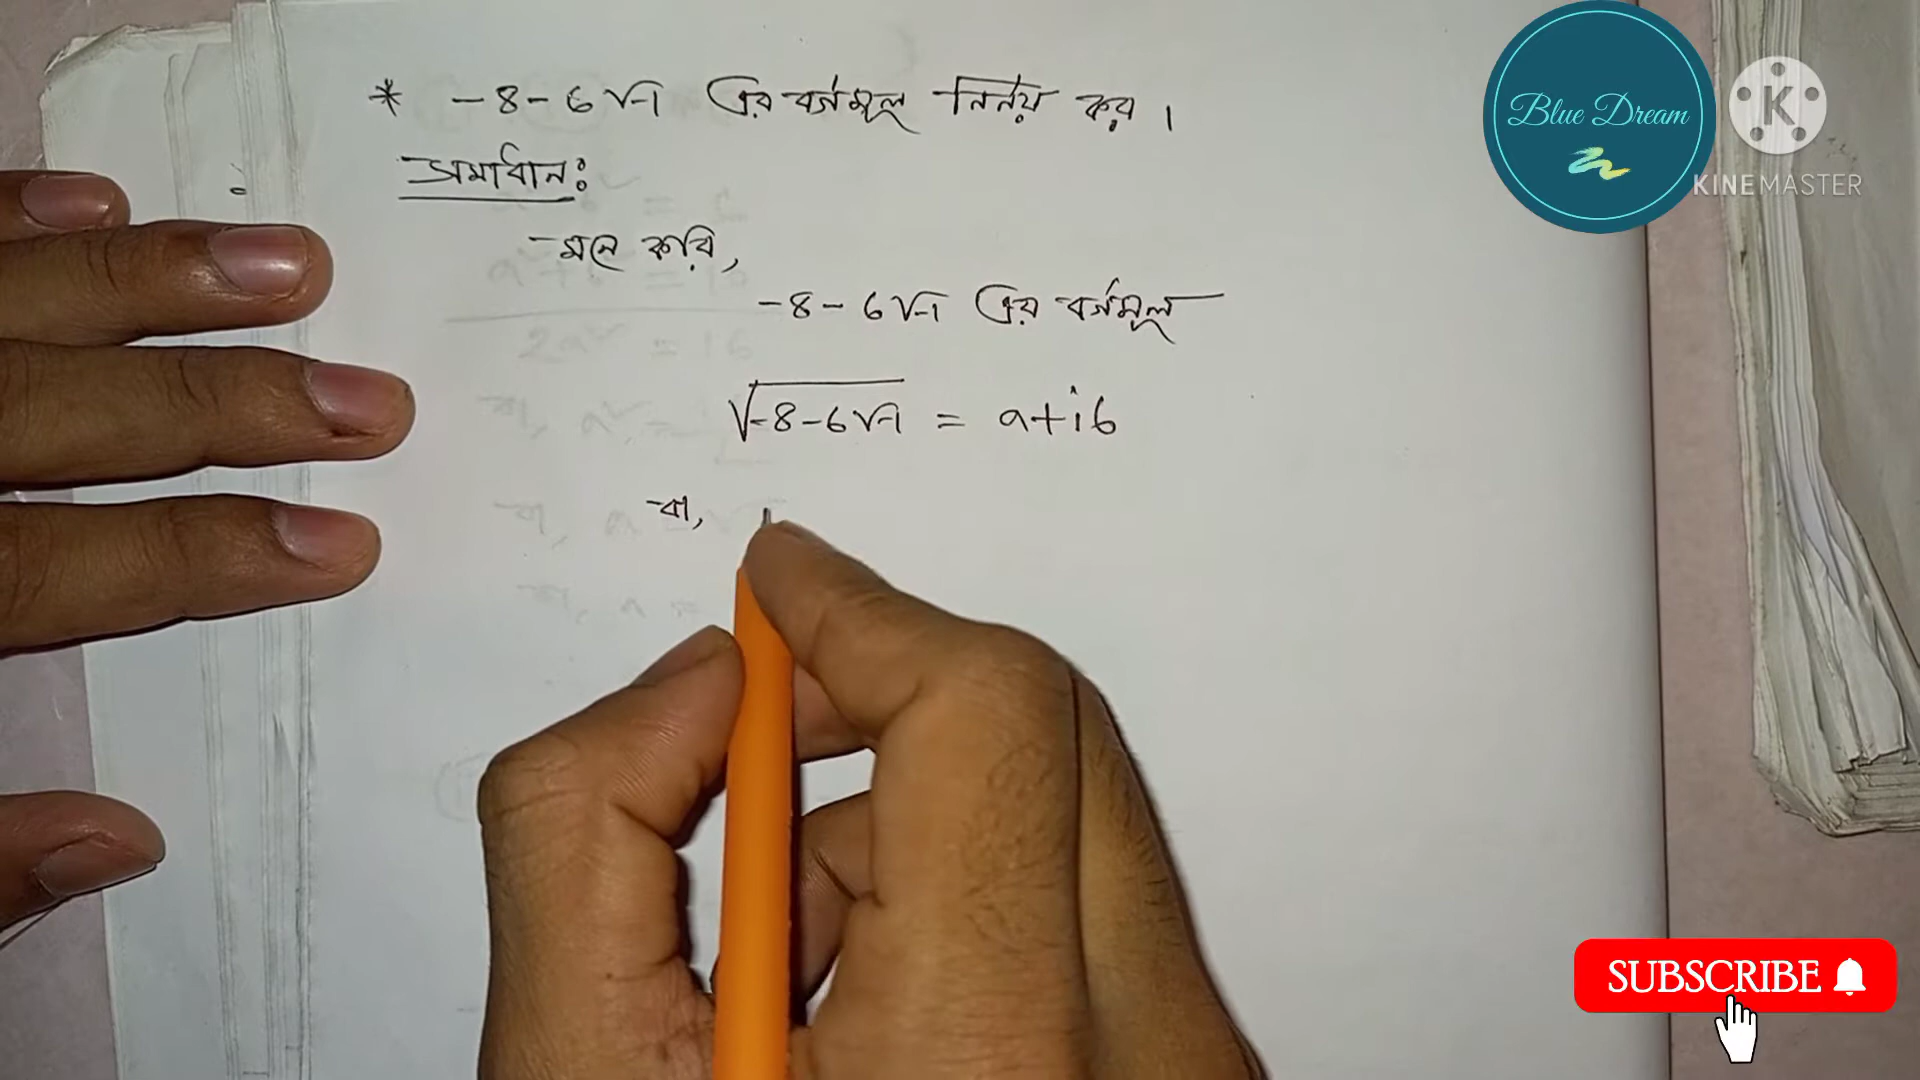 * -8-6√-1 এর বর্গমূল নির্ণয় কর।
সমাধানঃ
মনে করি,
-8-6√-1 এর বর্গমূল
√-8-6√-1 = a+ib
বা,
Blue Dream
K
KINEMASTER
SUBSCRIBE